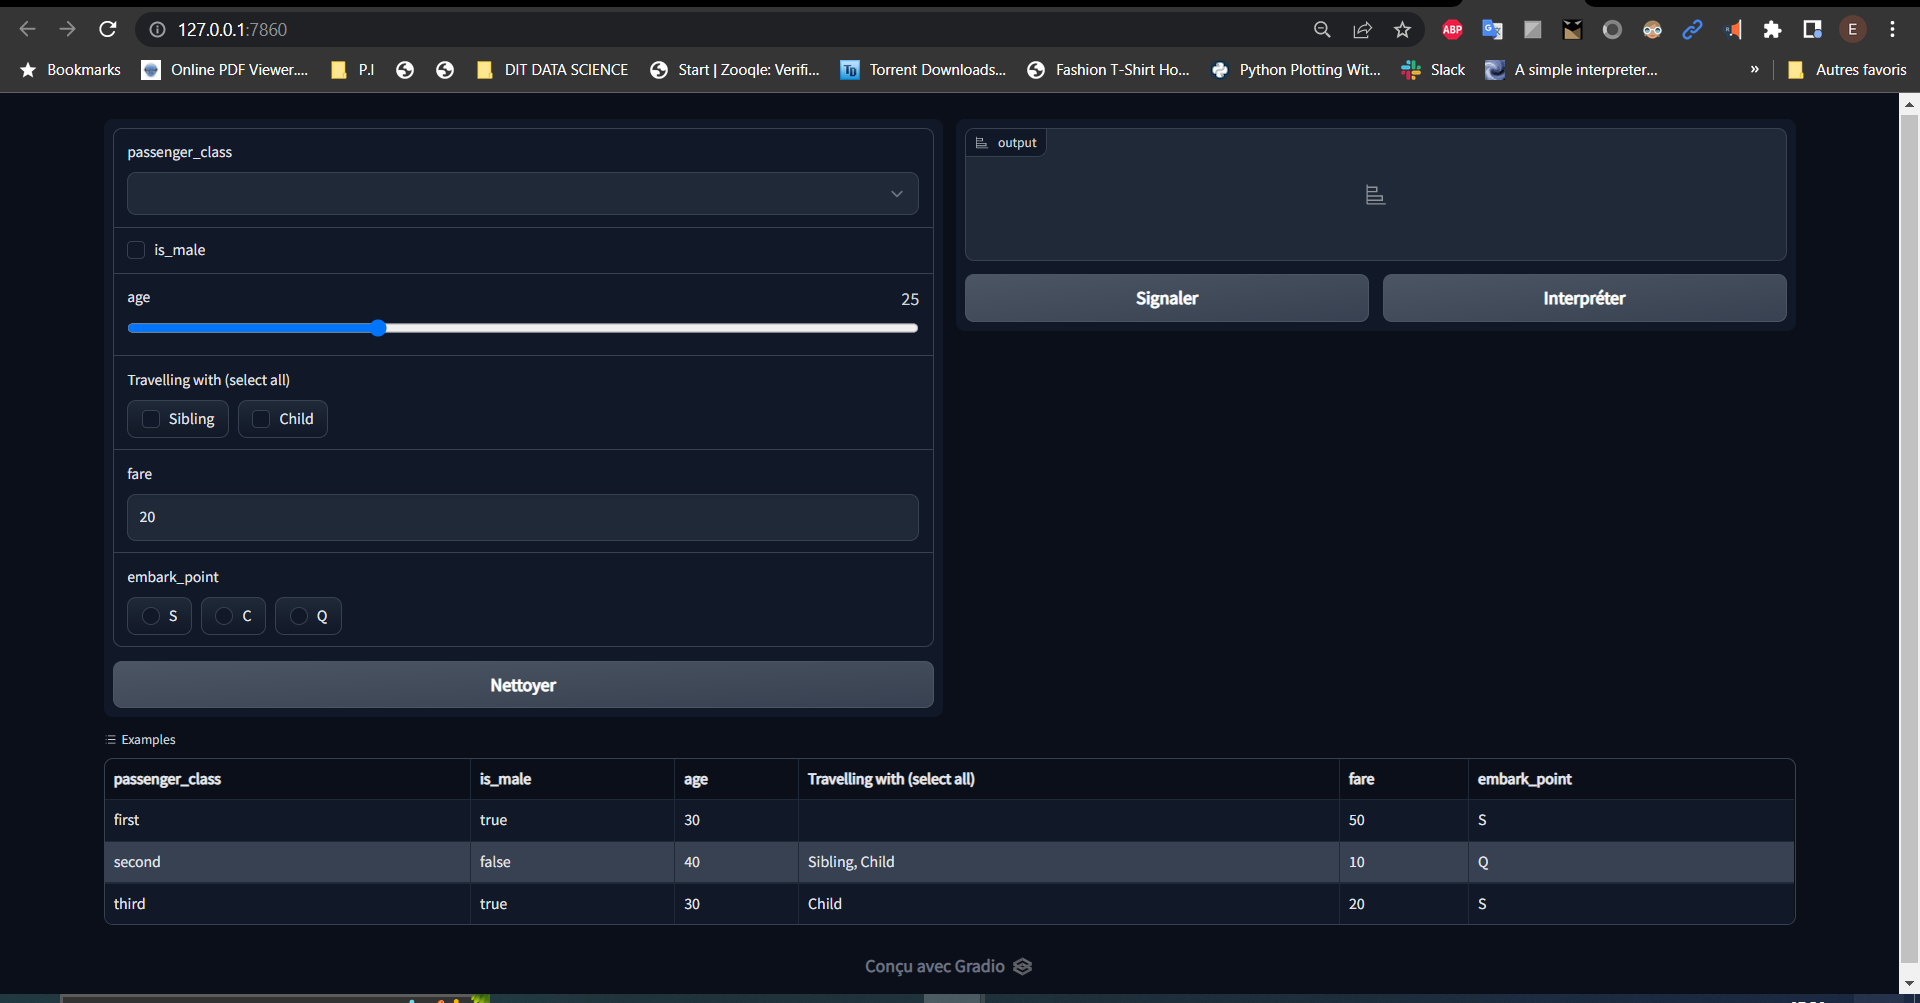 127.0.0.1:7860
ABP
E
Bookmarks
Online PDF Viewer....
P.I
DIT DATA SCIENCE
Start | Zooqle: Verifi...
Torrent Downloads...
Fashion T-Shirt Ho...
Python Plotting Wit...
Slack
A simple interpreter...
»
Autres favoris
passenger_class
is_male
age
25
Travelling with (select all)
Sibling
Child
fare
20
embark_point
S
C
Q
Nettoyer
output
Signaler
Interpréter
Examples
passenger_class is_male age Travelling with (select all) fare embark_point
first true 30 50 S
second false 40 Sibling, Child 10 Q
third true 30 Child 20 S
Conçu avec Gradio